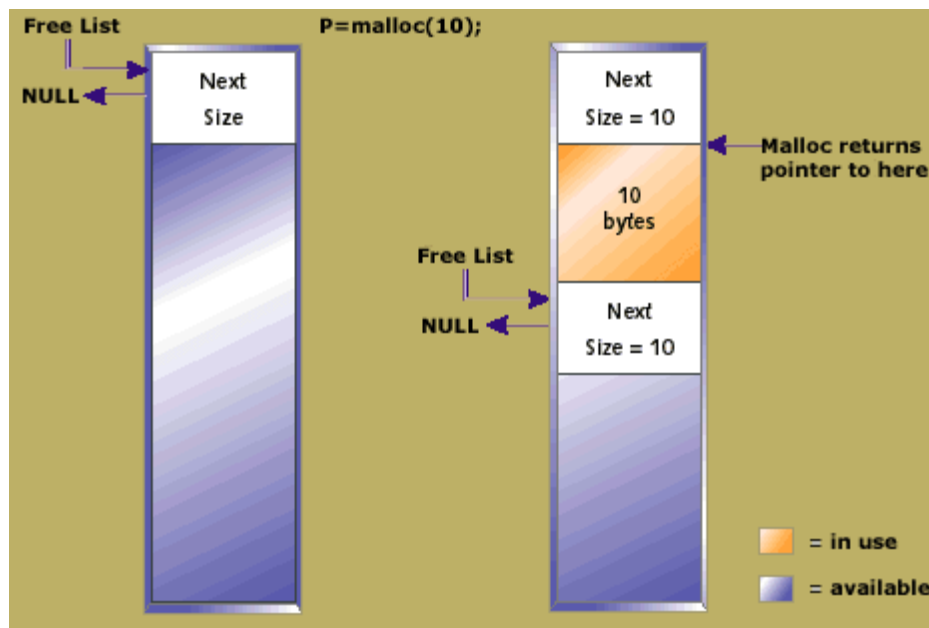 Free List
P=malloc(10);
NULL
Next
Size
Next
Size = 10
Malloc returns
pointer to here
10
bytes
Free List
NULL
Next
Size = 10
= in use
= available